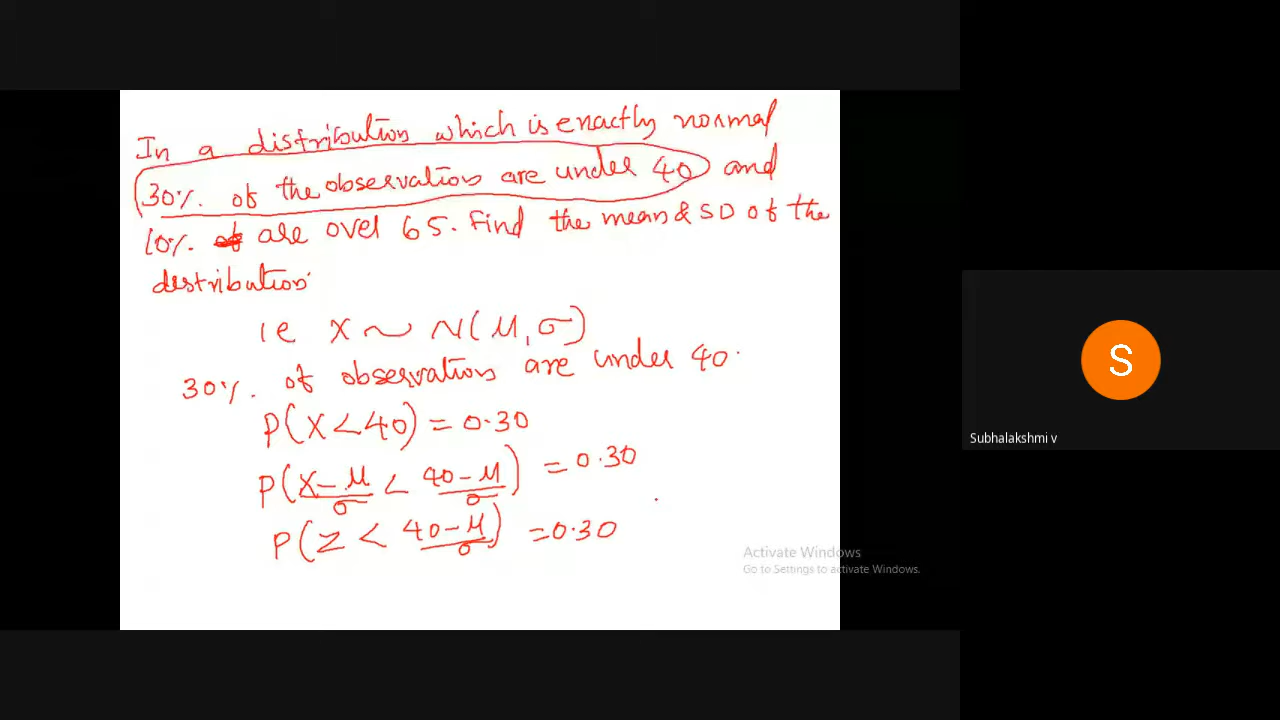 In a distribution which is exactly normal
30% of the observations are under 40 and
10% are over 65. Find the mean & SD of the
distribution
ie X ~ N(μ, σ)
30% of observations are under 40.
P(X < 40) = 0.30
P(X-μ/σ < 40-μ/σ) = 0.30
P(Z < 40-μ/σ) = 0.30
Activate Windows
Go to Settings to activate Windows.
S
Subhalakshmi v